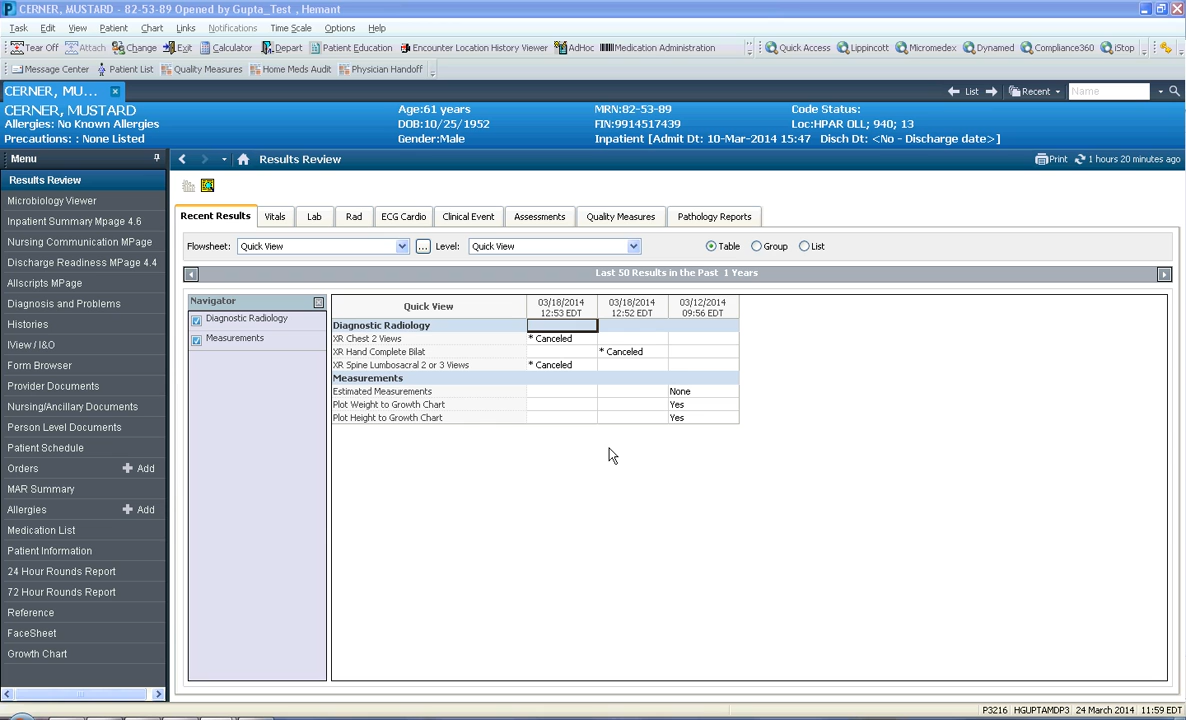 CERNER, MUSTARD - 82-53-89 Opened by Gupta_Test , Hemant
Task Edit View Patient Chart Links Notifications Time Scale Options Help
Tear Off Attach Change Exit Calculator Depart Patient Education Encounter Location History Viewer AdHoc Medication Administration Quick Access Lippincott Micromedex Dynamed Compliance360 iStop
Message Center Patient List Quality Measures Home Meds Audit Physician Handoff
CERNER, MU... List Recent Name
CERNER, MUSTARD Age:61 years MRN:82-53-89 Code Status:
Allergies: No Known Allergies DOB:10/25/1952 FIN:9914517439 Loc:HPAR OLL; 940; 13
Precautions: : None Listed Gender:Male Inpatient [Admit Dt: 10-Mar-2014 15:47 Disch Dt: <No - Discharge date>]
Menu Results Review Print 1 hours 20 minutes ago
Results Review
Microbiology Viewer
Inpatient Summary Mpage 4.6
Nursing Communication MPage
Discharge Readiness MPage 4.4
Allscripts MPage
Diagnosis and Problems
Histories
IView / I&O
Form Browser
Provider Documents
Nursing/Ancillary Documents
Person Level Documents
Patient Schedule
Orders Add
MAR Summary
Allergies Add
Medication List
Patient Information
24 Hour Rounds Report
72 Hour Rounds Report
Reference
FaceSheet
Growth Chart
Recent Results Vitals Lab Rad ECG Cardio Clinical Event Assessments Quality Measures Pathology Reports
Flowsheet: Quick View ... Level: Quick View Table Group List
Last 50 Results in the Past 1 Years
Navigator
Diagnostic Radiology
Measurements
Quick View 03/18/2014 12:53 EDT 03/18/2014 12:52 EDT 03/12/2014 09:56 EDT
Diagnostic Radiology
XR Chest 2 Views * Canceled
XR Hand Complete Bilat * Canceled
XR Spine Lumbosacral 2 or 3 Views * Canceled
Measurements
Estimated Measurements None
Plot Weight to Growth Chart Yes
Plot Height to Growth Chart Yes
P3216 HGUPTAMDP3 24 March 2014 11:59 EDT